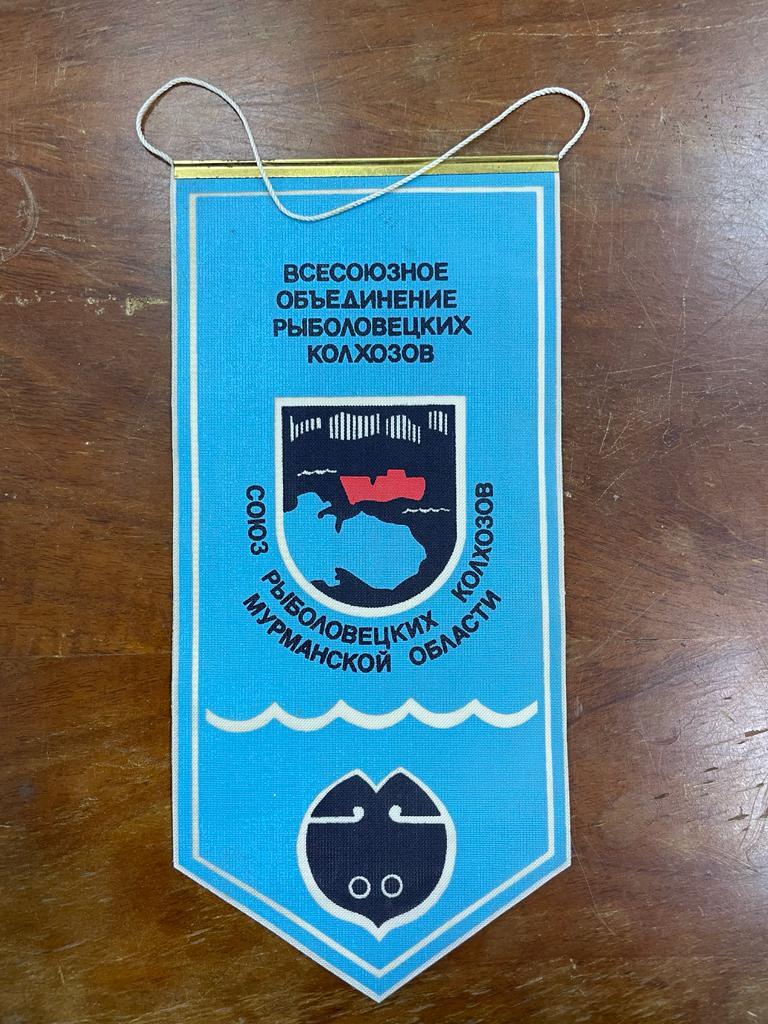 ВСЕСОЮЗНОЕ
ОБЪЕДИНЕНИЕ
РЫБОЛОВЕЦКИХ
КОЛХОЗОВ
СОЮЗ РЫБОЛОВЕЦКИХ КОЛХОЗОВ
МУРМАНСКОЙ ОБЛАСТИ